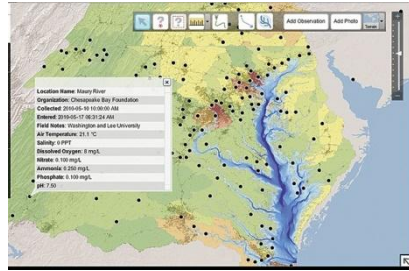 Add Observation Add Photo
Terrain
Location Name: Maury River
Organization: Chesapeake Bay Foundation
Collected: 2010-05-10 10:00:00 AM
Entered: 2010-05-17 06:31:24 AM
Field Notes: Washington and Lee University
Air Temperature: 21.1 °C
Salinity: 0 PPT
Dissolved Oxygen: 8 mg/L
Nitrate: 0.100 mg/L
Ammonia: 0.250 mg/L
Phosphate: 0.100 mg/L
pH: 7.50